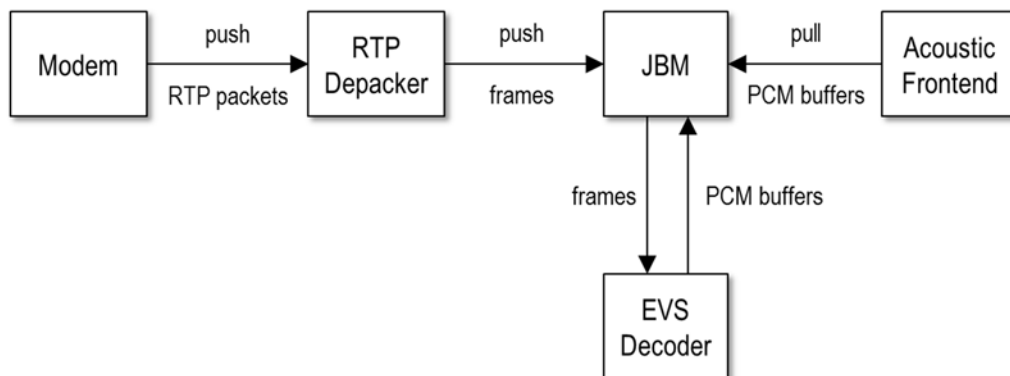 Modem
push
RTP packets
RTP
Depacker
push
frames
JBM
pull
PCM buffers
Acoustic
Frontend
frames
PCM buffers
EVS
Decoder